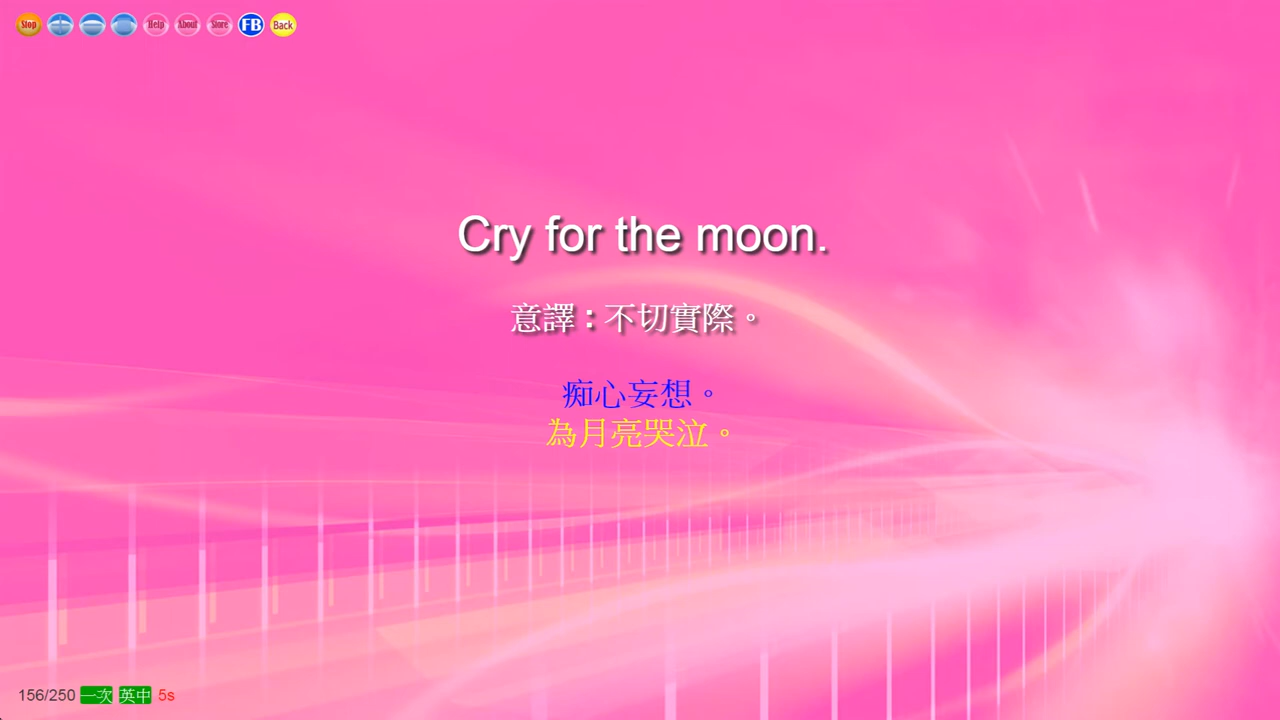 Stop Help About Store FB Back
Cry for the moon.
意譯：不切實際。
痴心妄想。
為月亮哭泣。
156/250 一次 英中 5s